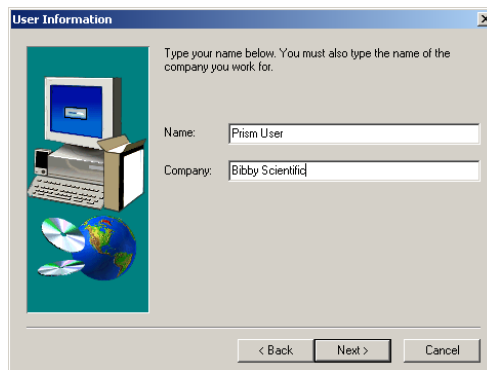 User Information
Type your name below. You must also type the name of the
company you work for.
Name: Prism User
Company: Bibby Scientific
< Back Next > Cancel